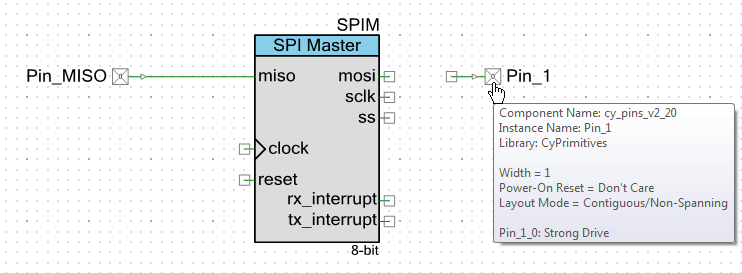 SPIM
SPI Master
Pin_MISO
miso
mosi
sclk
ss
clock
reset
rx_interrupt
tx_interrupt
8-bit
Pin_1
Component Name: cy_pins_v2_20
Instance Name: Pin_1
Library: CyPrimitives
Width = 1
Power-On Reset = Don't Care
Layout Mode = Contiguous/Non-Spanning
Pin_1_0: Strong Drive